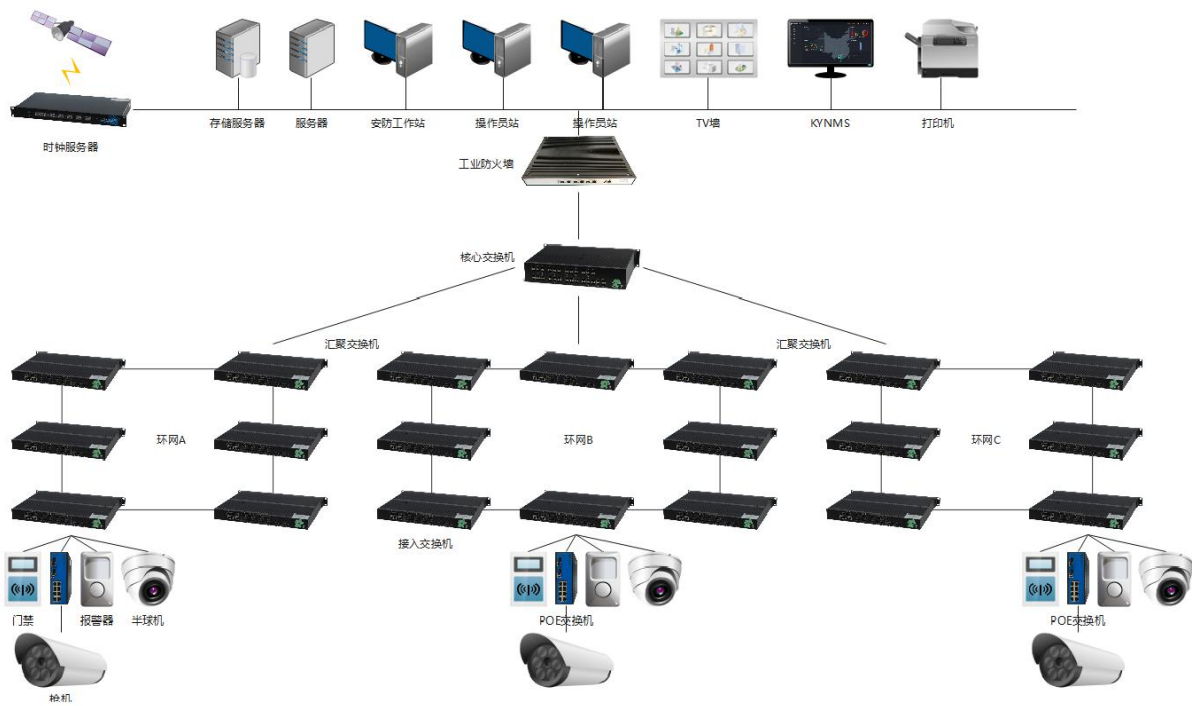 存储服务器
服务器
安防工作站
操作员站
操作员站
TV墙
KYNMS
打印机
时钟服务器
工业防火墙
核心交换机
汇聚交换机
汇聚交换机
环网A
环网B
环网C
接入交换机
门禁
报警器
半球机
POE交换机
POE交换机
枪机